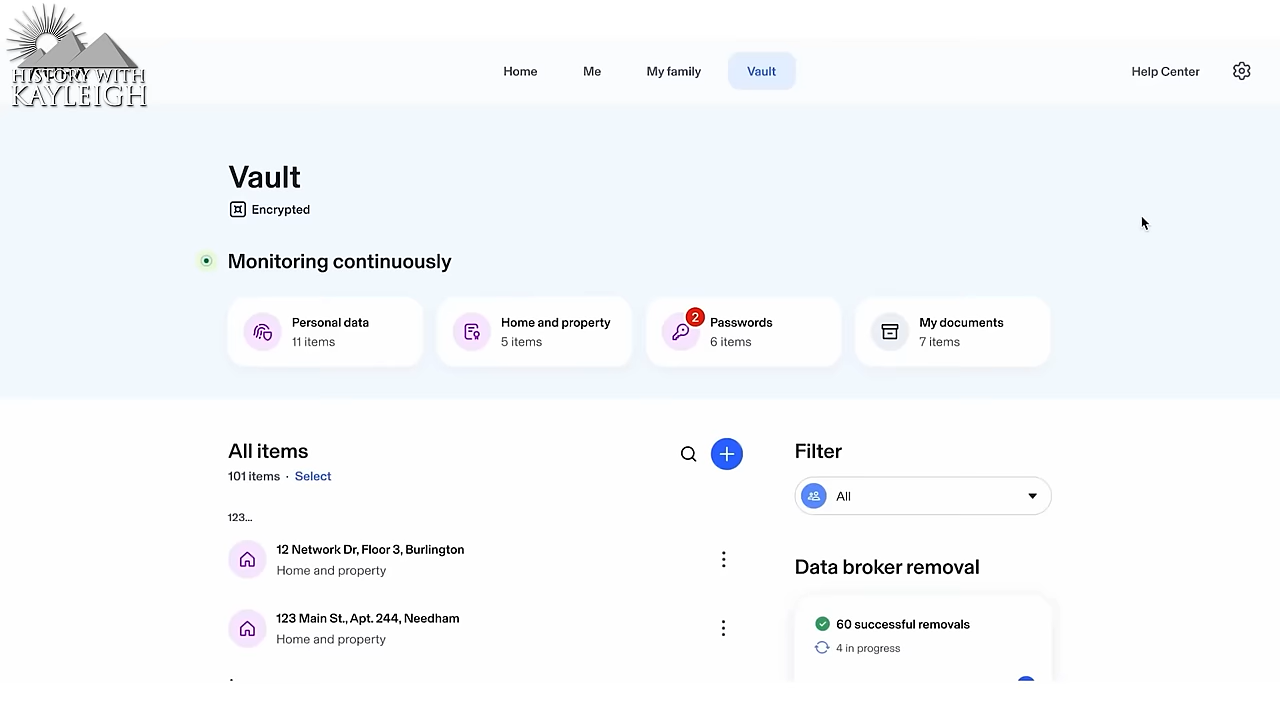 HISTORY WITH
KAYLEIGH
Home
Me
My family
Vault
Help Center
Vault
Encrypted
Monitoring continuously
Personal data
11 items
Home and property
5 items
2
Passwords
6 items
My documents
7 items
All items
101 items · Select
123...
12 Network Dr, Floor 3, Burlington
Home and property
123 Main St., Apt. 244, Needham
Home and property
Filter
All
Data broker removal
60 successful removals
4 in progress